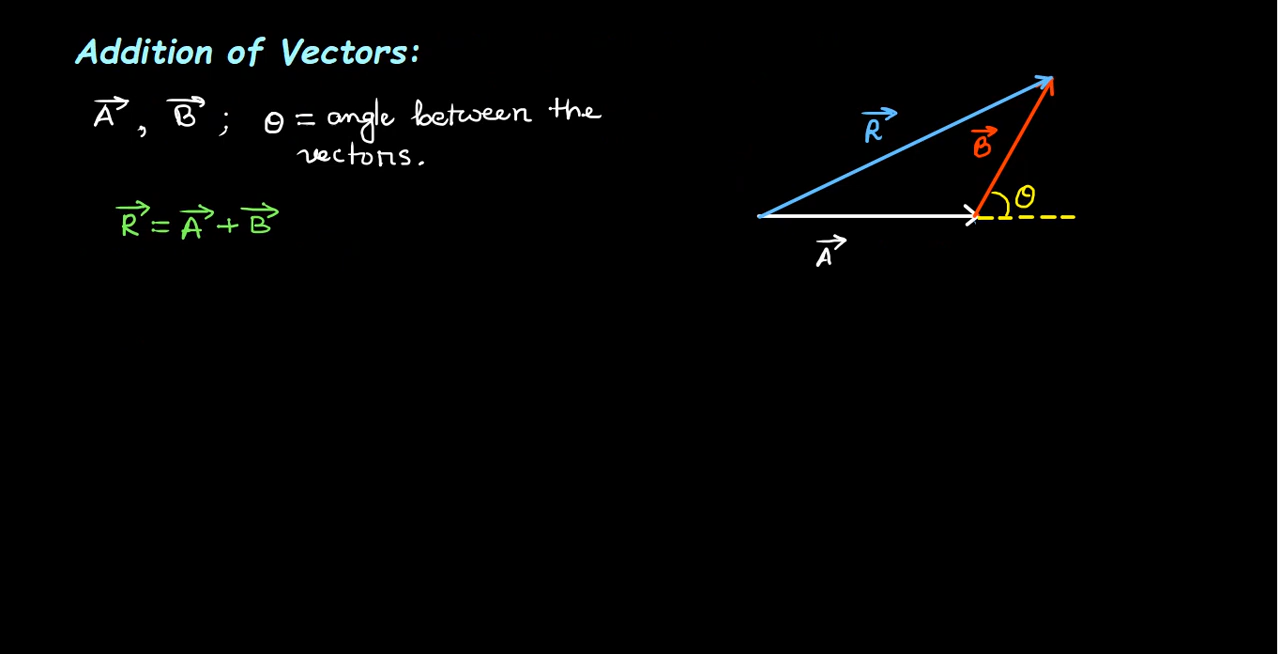 Addition of Vectors:
A⃗, B⃗; θ = angle between the
vectors.
R⃗ = A⃗ + B⃗
R⃗
B⃗
θ
A⃗